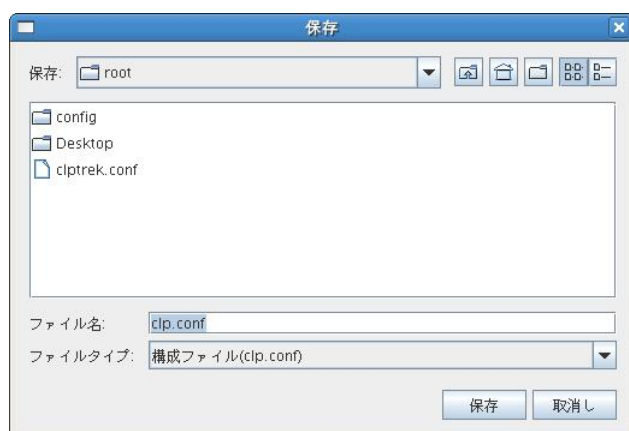 保存
保存: root
config
Desktop
clptrek.conf
ファイル名: clp.conf
ファイルタイプ: 構成ファイル(clp.conf)
保存 取消し